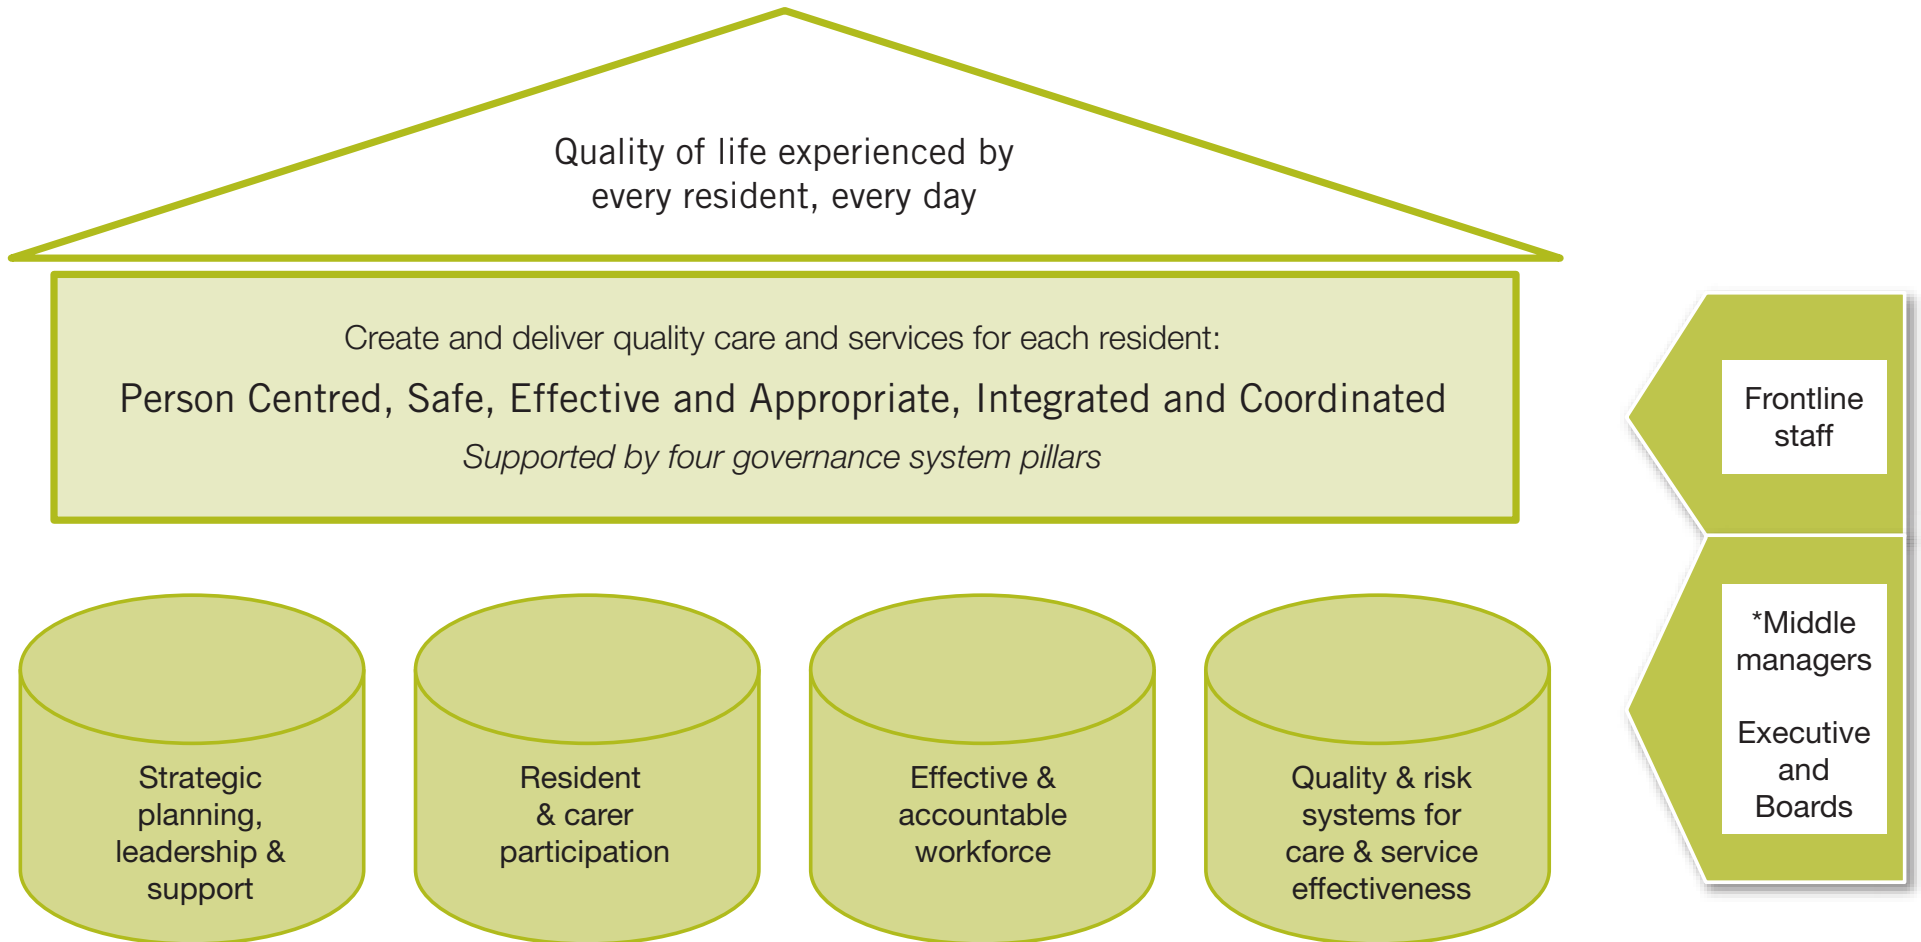 Quality of life experienced by
every resident, every day
Create and deliver quality care and services for each resident:
Person Centred, Safe, Effective and Appropriate, Integrated and Coordinated
Supported by four governance system pillars
Frontline
staff
*Middle
managers
Executive
and
Boards
Strategic
planning,
leadership &
support
Resident
& carer
participation
Effective &
accountable
workforce
Quality & risk
systems for
care & service
effectiveness